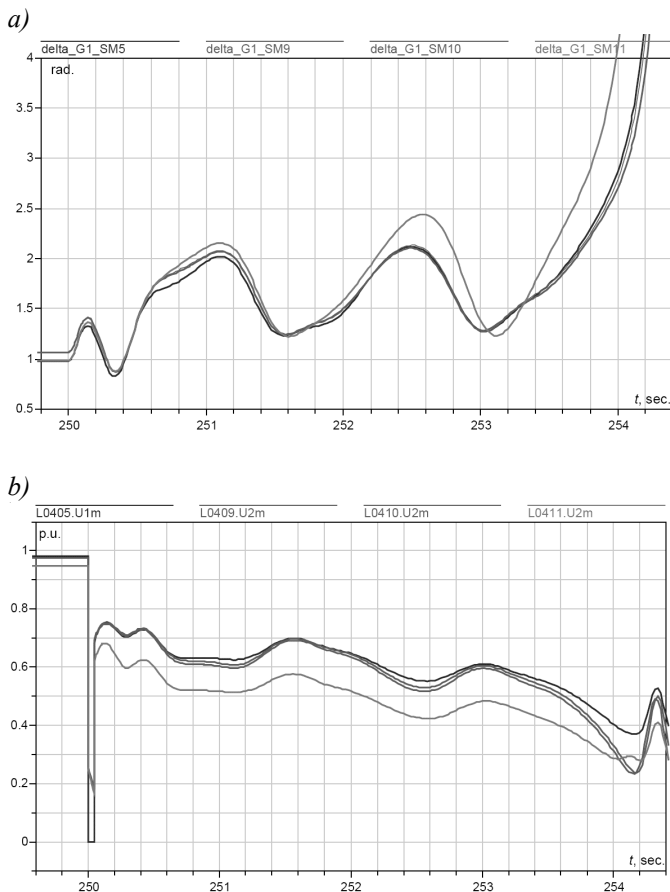 a)
delta_G1_SM5 delta_G1_SM9 delta_G1_SM10 delta_G1_SM11
4
rad.
3.5
3
2.5
2
1.5
1
0.5
t, sec.
250 251 252 253 254
b)
L0405.U1m L0409.U2m L0410.U2m L0411.U2m
p.u.
1
0.8
0.6
0.4
0.2
0
t, sec.
250 251 252 253 254